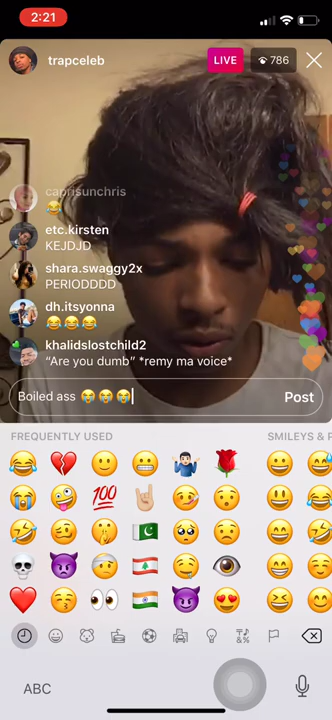 2:21
trapceleb
LIVE
786
caprisunchris
😂
etc.kirsten
KEJDJD
shara.swaggy2x
PERIODDDD
dh.itsyonna
😂😂😂
khalidslostchild2
“Are you dumb” *remy ma voice*
Boiled ass 😭😭😭
Post
FREQUENTLY USED
SMILEYS & P
ABC